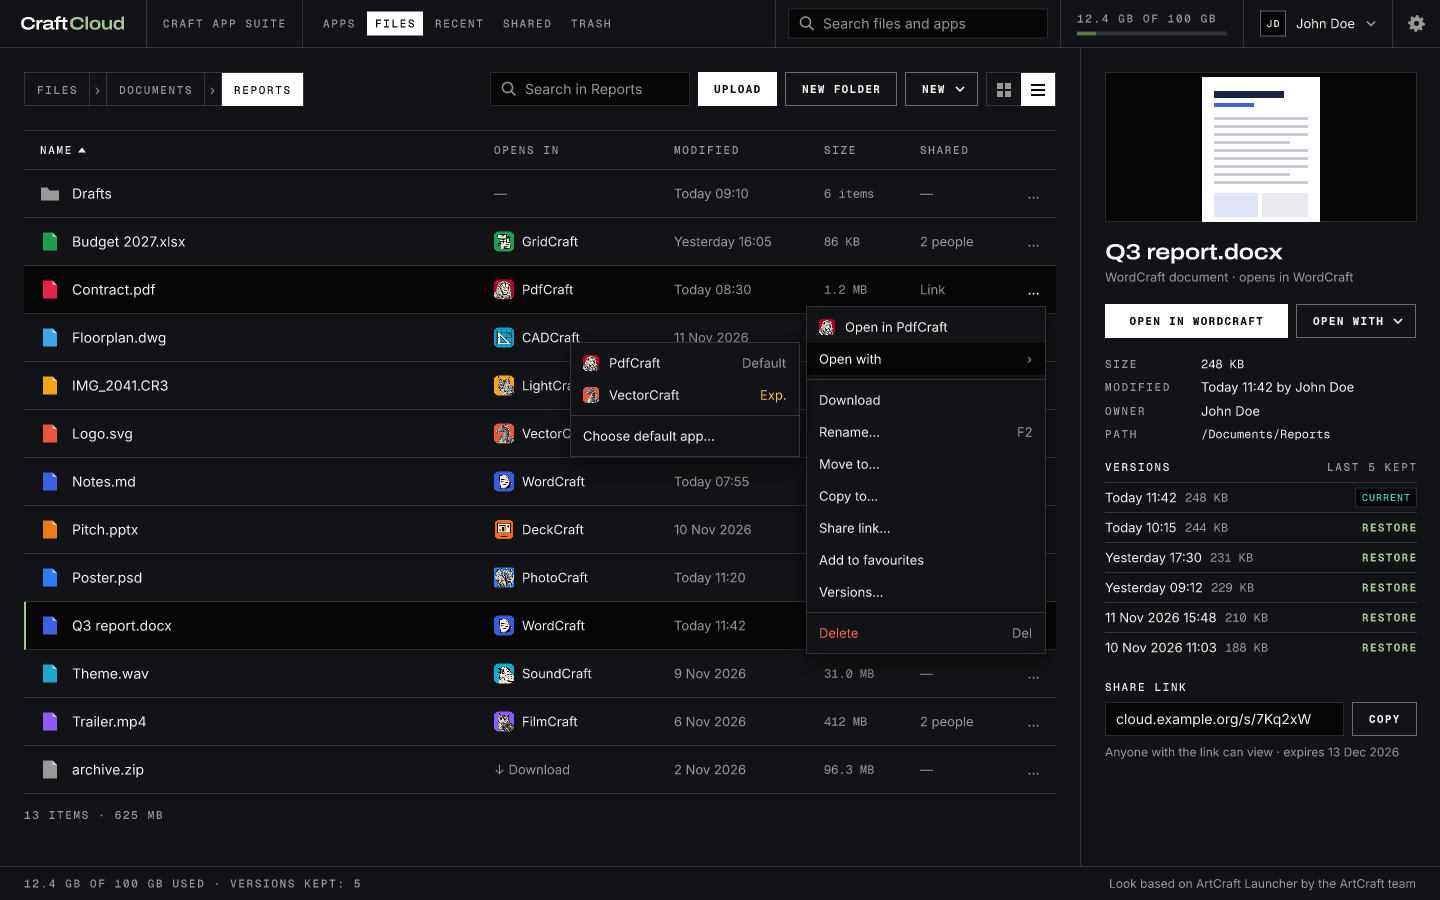 CraftCloud CRAFT APP SUITE APPS FILES RECENT SHARED TRASH Search files and apps 12.4 GB OF 100 GB JD John Doe
FILES › DOCUMENTS › REPORTS Search in Reports UPLOAD NEW FOLDER NEW
NAME OPENS IN MODIFIED SIZE SHARED
Drafts — Today 09:10 6 items — ...
Budget 2027.xlsx GridCraft Yesterday 16:05 86 KB 2 people ...
Contract.pdf PdfCraft Today 08:30 1.2 MB Link ...
Floorplan.dwg CADCraft 11 Nov 2026
IMG_2041.CR3 LightCra
Logo.svg VectorC
Notes.md WordCraft Today 07:55
Pitch.pptx DeckCraft 10 Nov 2026
Poster.psd PhotoCraft Today 11:20
Q3 report.docx WordCraft Today 11:42
Theme.wav SoundCraft 9 Nov 2026 31.0 MB — ...
Trailer.mp4 FilmCraft 6 Nov 2026 412 MB 2 people ...
archive.zip ↓ Download 2 Nov 2026 96.3 MB — ...
13 ITEMS · 625 MB
PdfCraft Default
VectorCraft Exp.
Choose default app...
Open in PdfCraft
Open with ›
Download
Rename... F2
Move to...
Copy to...
Share link...
Add to favourites
Versions...
Delete Del
Q3 report.docx
WordCraft document · opens in WordCraft
OPEN IN WORDCRAFT OPEN WITH
SIZE 248 KB
MODIFIED Today 11:42 by John Doe
OWNER John Doe
PATH /Documents/Reports
VERSIONS LAST 5 KEPT
Today 11:42 248 KB CURRENT
Today 10:15 244 KB RESTORE
Yesterday 17:30 231 KB RESTORE
Yesterday 09:12 229 KB RESTORE
11 Nov 2026 15:48 210 KB RESTORE
10 Nov 2026 11:03 188 KB RESTORE
SHARE LINK
cloud.example.org/s/7Kq2xW COPY
Anyone with the link can view · expires 13 Dec 2026
12.4 GB OF 100 GB USED · VERSIONS KEPT: 5
Look based on ArtCraft Launcher by the ArtCraft team